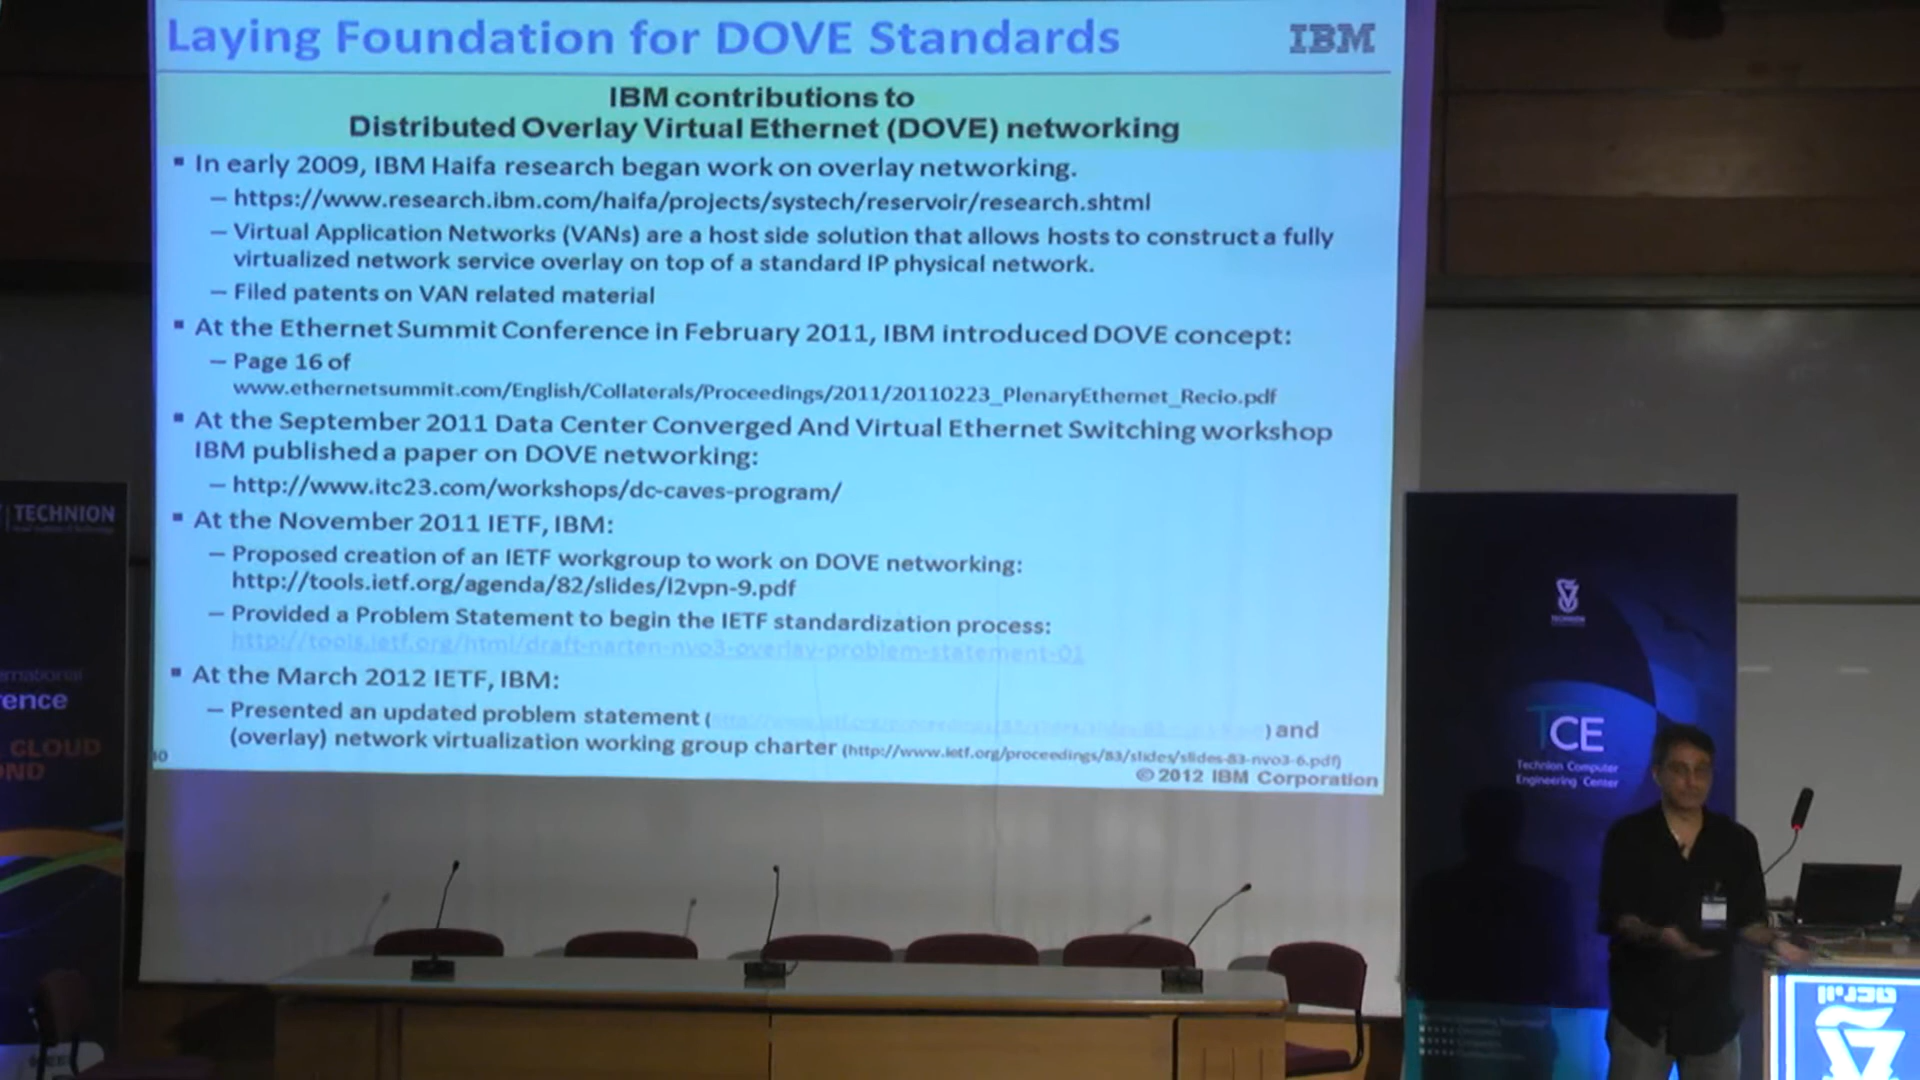 Laying Foundation for DOVE Standards
IBM
IBM contributions to
Distributed Overlay Virtual Ethernet (DOVE) networking
▪ In early 2009, IBM Haifa research began work on overlay networking.
– https://www.research.ibm.com/haifa/projects/systech/reservoir/research.shtml
– Virtual Application Networks (VANs) are a host side solution that allows hosts to construct a fully
virtualized network service overlay on top of a standard IP physical network.
– Filed patents on VAN related material
▪ At the Ethernet Summit Conference in February 2011, IBM introduced DOVE concept:
– Page 16 of
www.ethernetsummit.com/English/Collaterals/Proceedings/2011/20110223_PlenaryEthernet_Recio.pdf
▪ At the September 2011 Data Center Converged And Virtual Ethernet Switching workshop
IBM published a paper on DOVE networking:
– http://www.itc23.com/workshops/dc-caves-program/
▪ At the November 2011 IETF, IBM:
– Proposed creation of an IETF workgroup to work on DOVE networking:
http://tools.ietf.org/agenda/82/slides/l2vpn-9.pdf
– Provided a Problem Statement to begin the IETF standardization process:
http://tools.ietf.org/html/draft-narten-nvo3-overlay-problem-statement-01
▪ At the March 2012 IETF, IBM:
– Presented an updated problem statement ( ) and
(overlay) network virtualization working group charter (http://www.ietf.org/proceedings/83/slides/slides-83-nvo3-6.pdf)
© 2012 IBM Corporation
TECHNION
ence
CLOUD
ND
TECHNION
TCE
Technion Computer
Engineering Center
טכניון